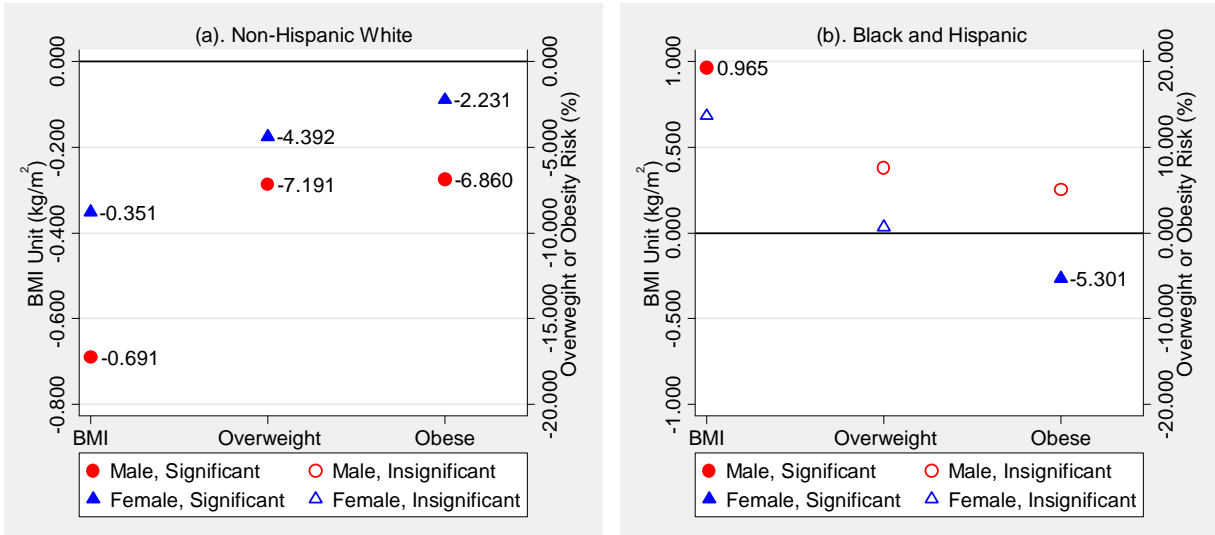 (a). Non-Hispanic White
BMI Unit (kg/m²)
0.000
-0.200
-0.400
-0.600
-0.800
-0.351
-0.691
-4.392
-7.191
-2.231
-6.860
0.000
-5.000
-10.000
-15.000
-20.000
Overwegiht or Obesity Risk (%)
BMI Overweight Obese
Male, Significant Male, Insignificant
Female, Significant Female, Insignificant
(b). Black and Hispanic
BMI Unit (kg/m²)
1.000
0.500
0.000
-0.500
-1.000
0.965
-5.301
20.000
10.000
0.000
-10.000
-20.000
Overwegiht or Obesity Risk (%)
BMI Overweight Obese
Male, Significant Male, Insignificant
Female, Significant Female, Insignificant